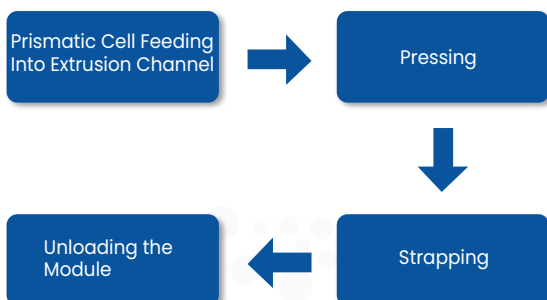 Prismatic Cell Feeding
Into Extrusion Channel
Pressing
Strapping
Unloading the
Module